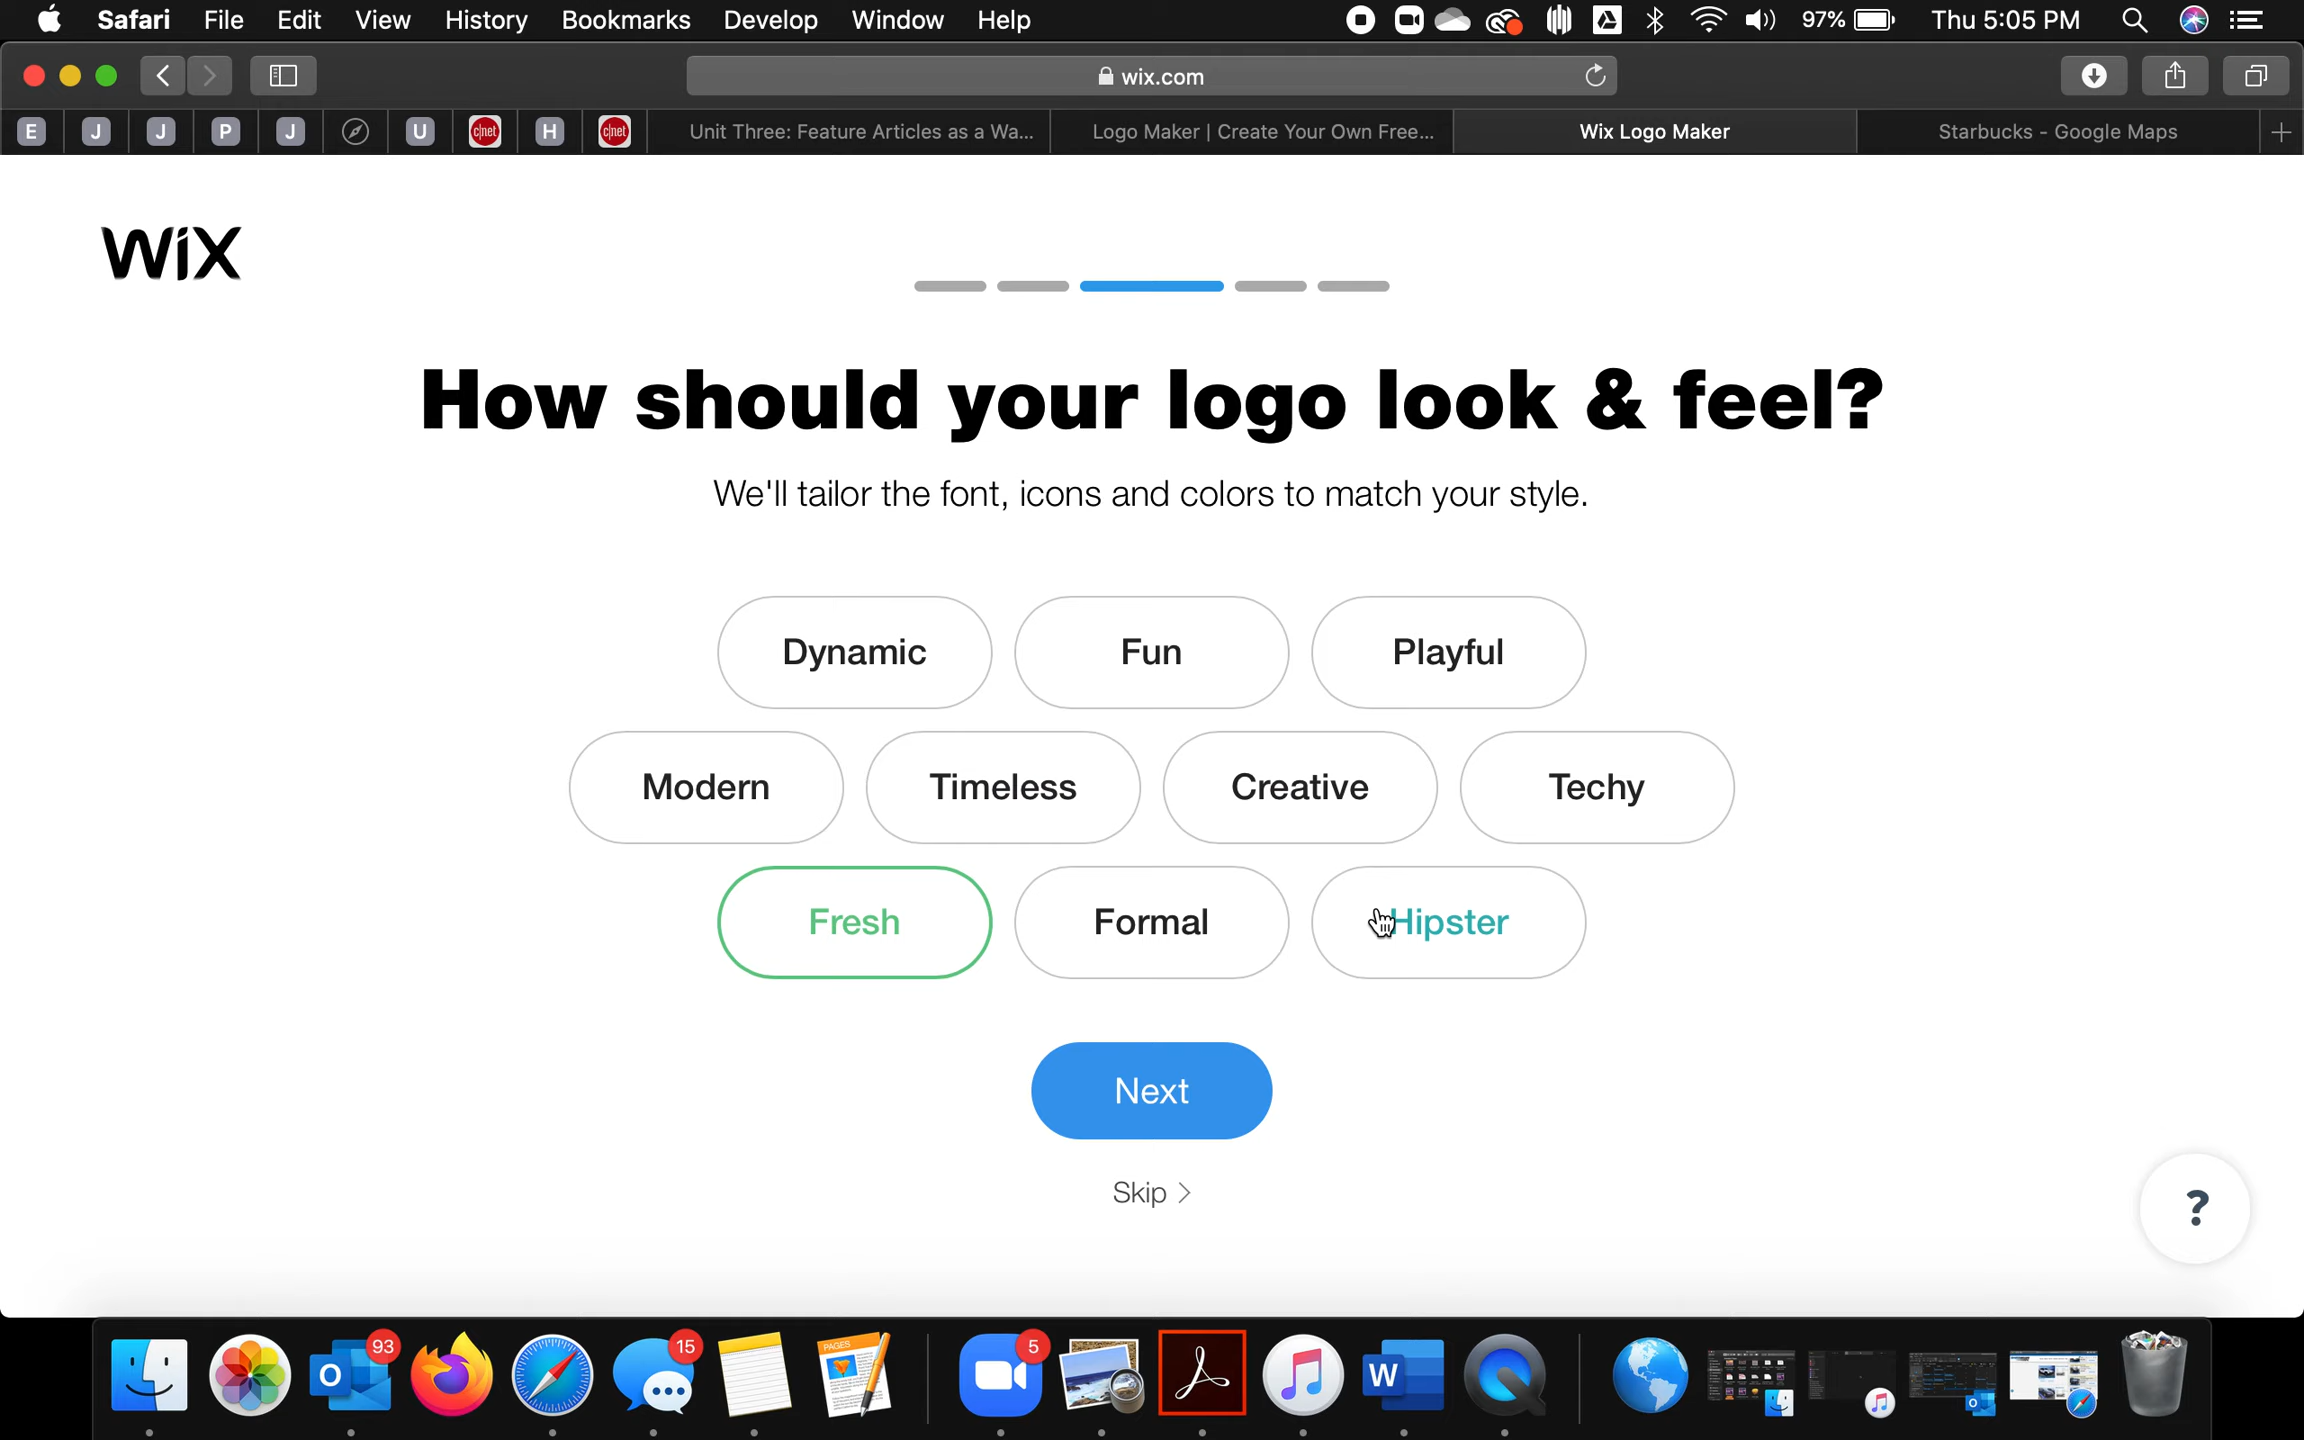 Safari File Edit View History Bookmarks Develop Window Help 97% Thu 5:05 PM
wix.com
E J J P J U c|net H c|net Unit Three: Feature Articles as a Wa... Logo Maker | Create Your Own Free... Wix Logo Maker Starbucks - Google Maps
WiX
How should your logo look & feel?
We'll tailor the font, icons and colors to match your style.
Dynamic Fun Playful
Modern Timeless Creative Techy
Fresh Formal Hipster
Next
Skip >
?
93 15 5
PAGES
O W